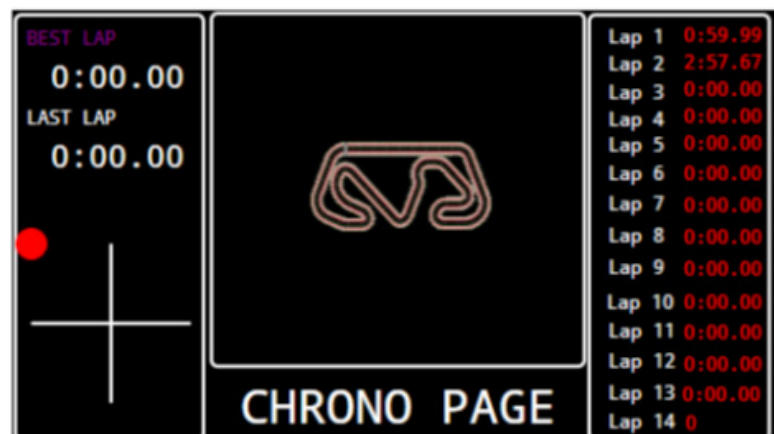 BEST LAP
0:00.00
LAST LAP
0:00.00
CHRONO PAGE
Lap 1 0:59.99
Lap 2 2:57.67
Lap 3 0:00.00
Lap 4 0:00.00
Lap 5 0:00.00
Lap 6 0:00.00
Lap 7 0:00.00
Lap 8 0:00.00
Lap 9 0:00.00
Lap 10 0:00.00
Lap 11 0:00.00
Lap 12 0:00.00
Lap 13 0:00.00
Lap 14 0